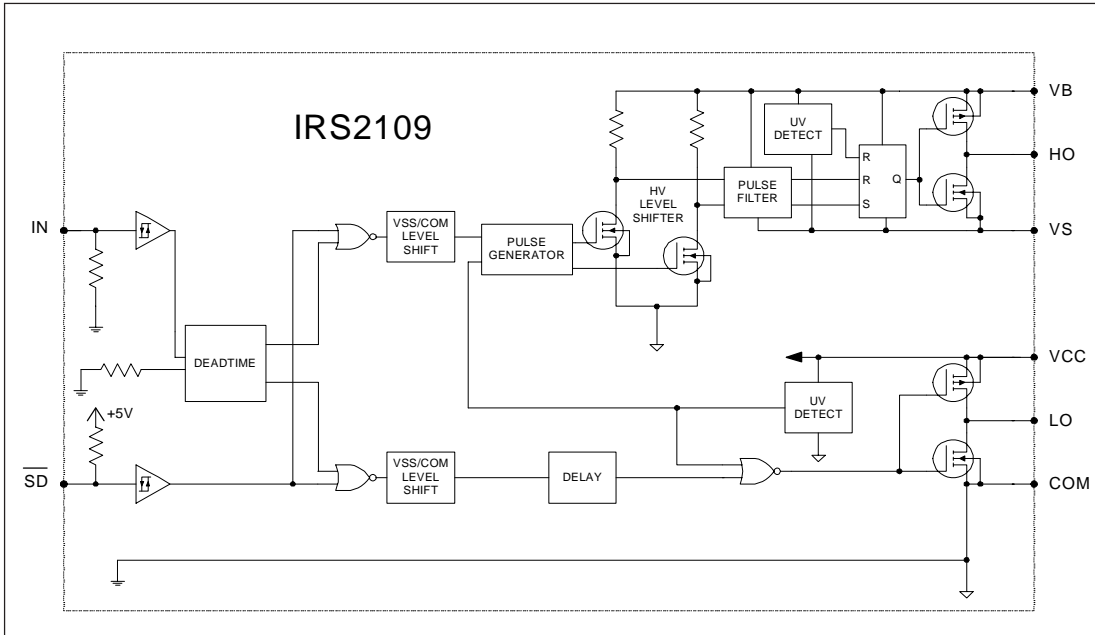 IRS2109
VB
UV
DETECT
HO
R
R
Q
S
PULSE
FILTER
HV
LEVEL
SHIFTER
VS
IN
VSS/COM
LEVEL
SHIFT
PULSE
GENERATOR
DEADTIME
VCC
+5V
UV
DETECT
LO
SD
VSS/COM
LEVEL
SHIFT
DELAY
COM